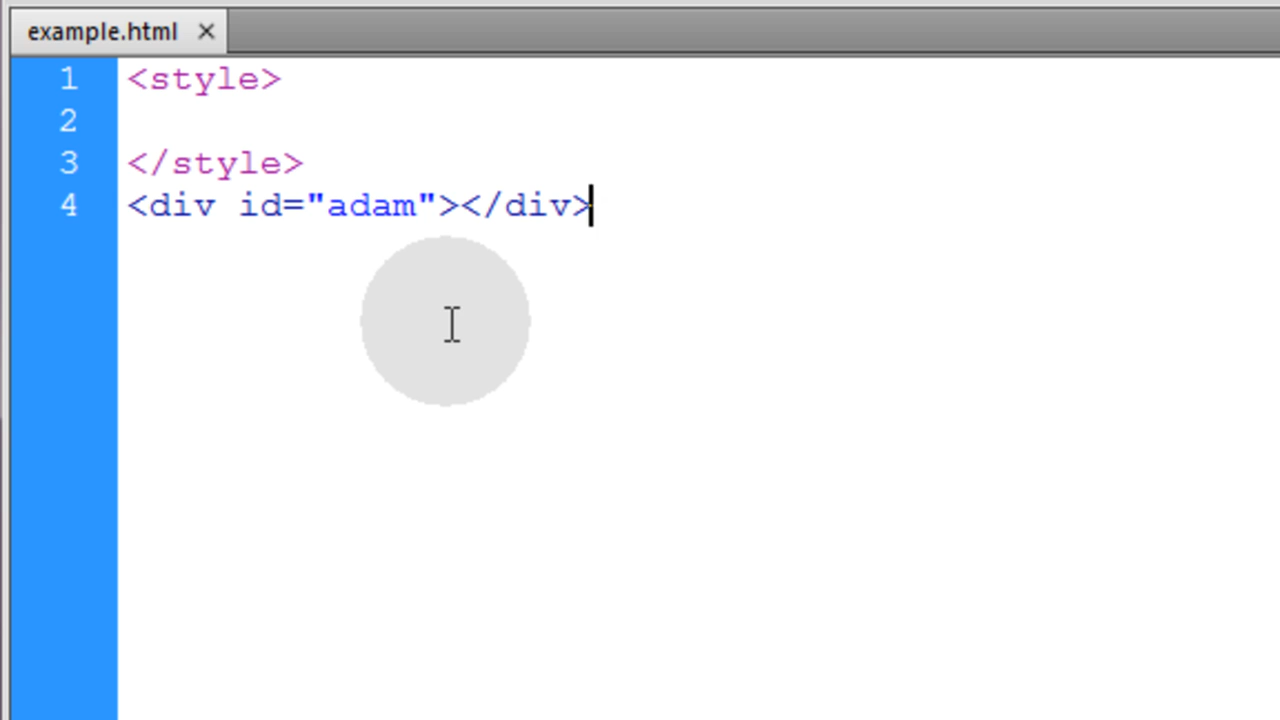 example.html ×
1 <style>
2
3 </style>
4 <div id="adam"></div>